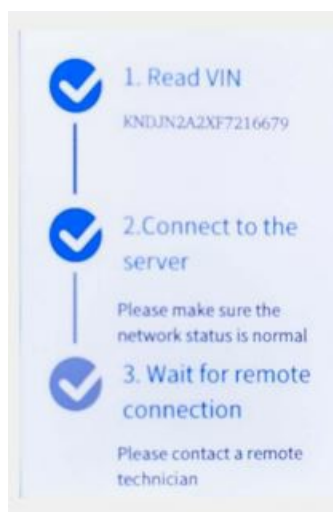 1. Read VIN
KNDJN2A2XF7216679
2.Connect to the
server
Please make sure the
network status is normal
3. Wait for remote
connection
Please contact a remote
technician